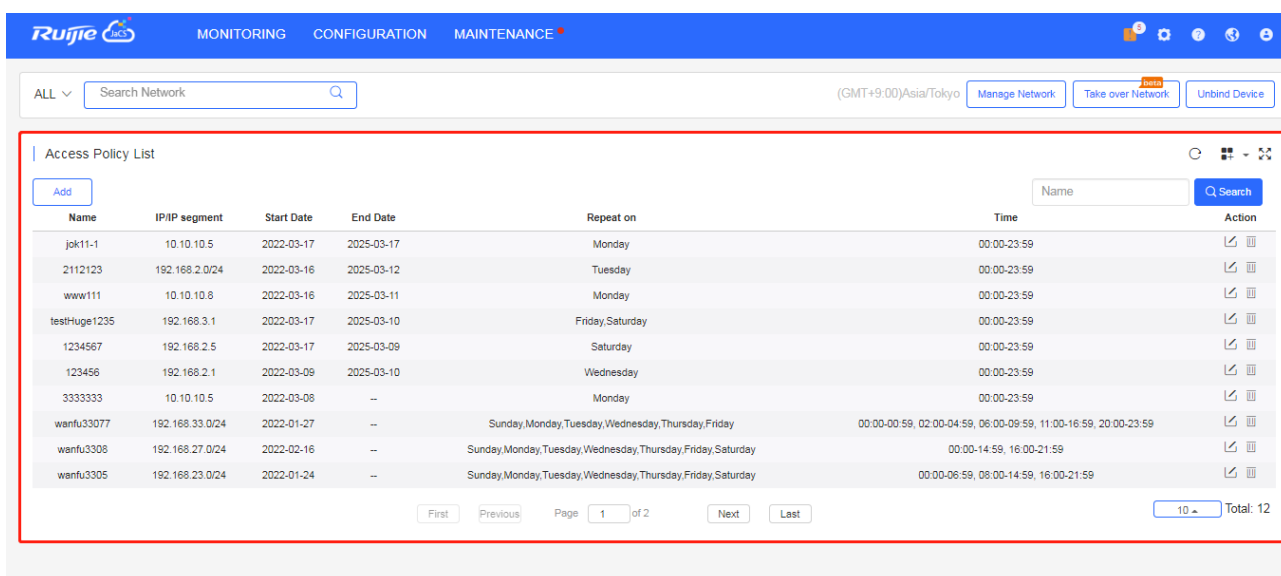 Ruijie JaCS MONITORING CONFIGURATION MAINTENANCE
ALL Search Network (GMT+9:00)Asia/Tokyo Manage Network Take over Network beta Unbind Device
Access Policy List
Add Name Search
Name IP/IP segment Start Date End Date Repeat on Time Action
jok11-1 10.10.10.5 2022-03-17 2025-03-17 Monday 00:00-23:59
2112123 192.168.2.0/24 2022-03-16 2025-03-12 Tuesday 00:00-23:59
www111 10.10.10.8 2022-03-16 2025-03-11 Monday 00:00-23:59
testHuge1235 192.168.3.1 2022-03-17 2025-03-10 Friday,Saturday 00:00-23:59
1234567 192.168.2.5 2022-03-17 2025-03-09 Saturday 00:00-23:59
123456 192.168.2.1 2022-03-09 2025-03-10 Wednesday 00:00-23:59
3333333 10.10.10.5 2022-03-08 -- Monday 00:00-23:59
wanfu33077 192.168.33.0/24 2022-01-27 -- Sunday,Monday,Tuesday,Wednesday,Thursday,Friday 00:00-00:59, 02:00-04:59, 06:00-09:59, 11:00-16:59, 20:00-23:59
wanfu3308 192.168.27.0/24 2022-02-16 -- Sunday,Monday,Tuesday,Wednesday,Thursday,Friday,Saturday 00:00-14:59, 16:00-21:59
wanfu3305 192.168.23.0/24 2022-01-24 -- Sunday,Monday,Tuesday,Wednesday,Thursday,Friday,Saturday 00:00-06:59, 08:00-14:59, 16:00-21:59
First Previous Page 1 of 2 Next Last 10 Total: 12